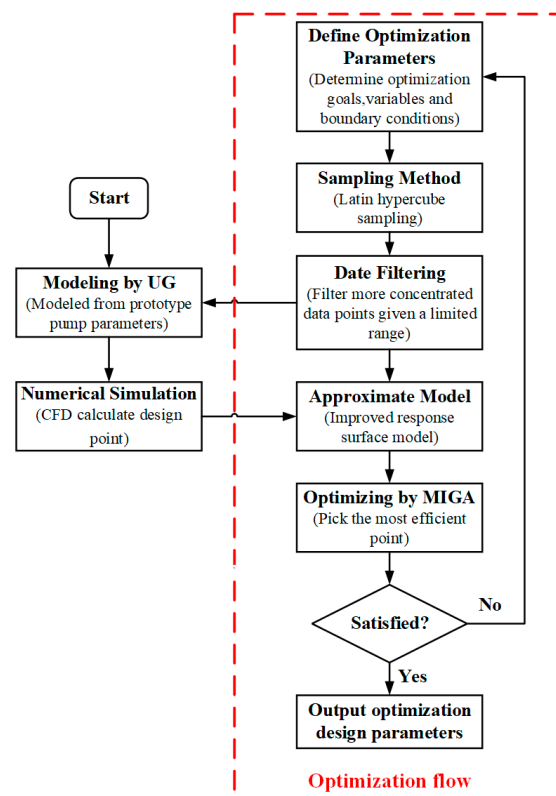 Define Optimization
Parameters
(Determine optimization
goals,variables and
boundary conditions)
Start
Sampling Method
(Latin hypercube
sampling)
Modeling by UG
(Modeled from prototype
pump parameters)
Date Filtering
(Filter more concentrated
data points given a limited
range)
Numerical Simulation
(CFD calculate design
point)
Approximate Model
(Improved response
surface model)
Optimizing by MIGA
(Pick the most efficient
point)
Satisfied?
No
Yes
Output optimization
design parameters
Optimization flow